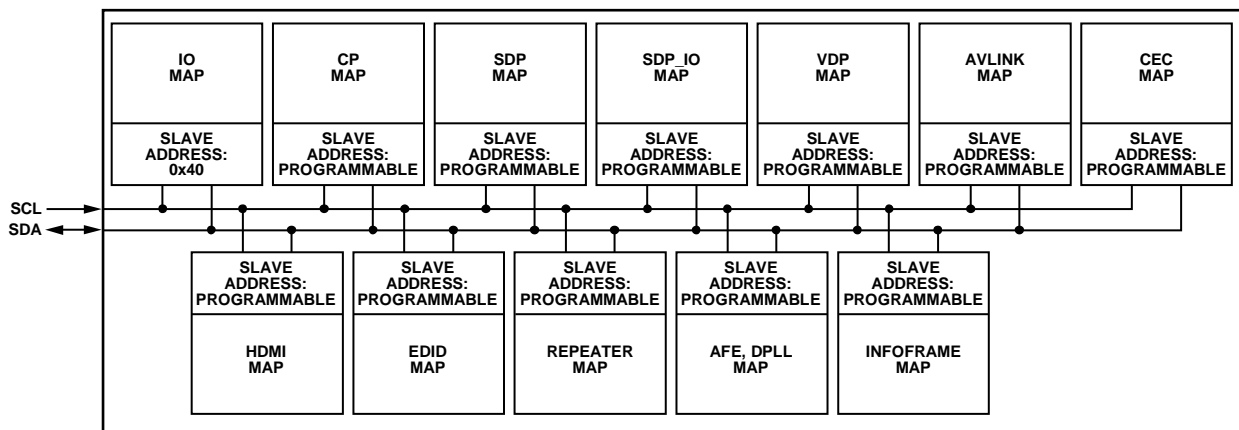 IO
MAP
CP
MAP
SDP
MAP
SDP_IO
MAP
VDP
MAP
AVLINK
MAP
CEC
MAP
SLAVE
ADDRESS:
0x40
SLAVE
ADDRESS:
PROGRAMMABLE
SLAVE
ADDRESS:
PROGRAMMABLE
SLAVE
ADDRESS:
PROGRAMMABLE
SLAVE
ADDRESS:
PROGRAMMABLE
SLAVE
ADDRESS:
PROGRAMMABLE
SLAVE
ADDRESS:
PROGRAMMABLE
SCL
SDA
SLAVE
ADDRESS:
PROGRAMMABLE
SLAVE
ADDRESS:
PROGRAMMABLE
SLAVE
ADDRESS:
PROGRAMMABLE
SLAVE
ADDRESS:
PROGRAMMABLE
SLAVE
ADDRESS:
PROGRAMMABLE
HDMI
MAP
EDID
MAP
REPEATER
MAP
AFE, DPLL
MAP
INFOFRAME
MAP